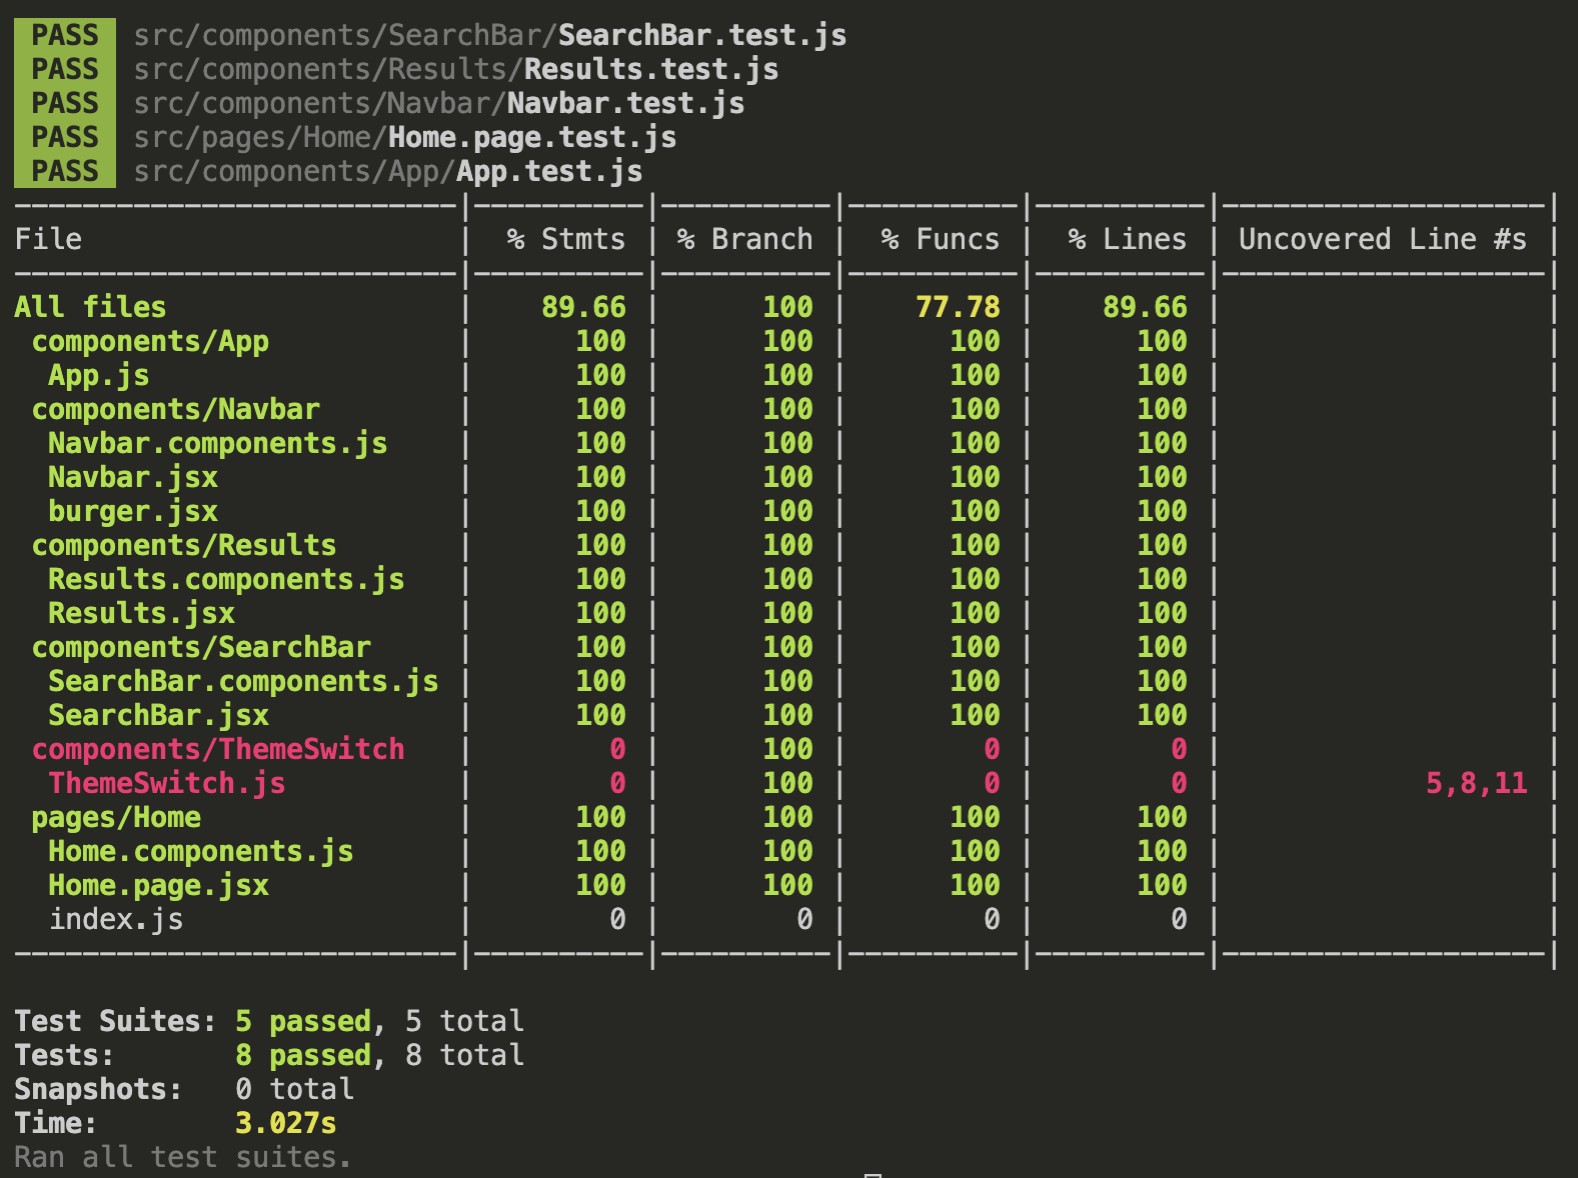 PASS src/components/SearchBar/SearchBar.test.js
PASS src/components/Results/Results.test.js
PASS src/components/Navbar/Navbar.test.js
PASS src/pages/Home/Home.page.test.js
PASS src/components/App/App.test.js
--------------------------|----------|----------|----------|----------|-------------------|
File                      |  % Stmts | % Branch |  % Funcs |  % Lines | Uncovered Line #s |
--------------------------|----------|----------|----------|----------|-------------------|
All files                 |    89.66 |      100 |    77.78 |    89.66 |                   |
 components/App           |      100 |      100 |      100 |      100 |                   |
  App.js                  |      100 |      100 |      100 |      100 |                   |
 components/Navbar        |      100 |      100 |      100 |      100 |                   |
  Navbar.components.js    |      100 |      100 |      100 |      100 |                   |
  Navbar.jsx              |      100 |      100 |      100 |      100 |                   |
  burger.jsx              |      100 |      100 |      100 |      100 |                   |
 components/Results       |      100 |      100 |      100 |      100 |                   |
  Results.components.js   |      100 |      100 |      100 |      100 |                   |
  Results.jsx             |      100 |      100 |      100 |      100 |                   |
 components/SearchBar     |      100 |      100 |      100 |      100 |                   |
  SearchBar.components.js |      100 |      100 |      100 |      100 |                   |
  SearchBar.jsx           |      100 |      100 |      100 |      100 |                   |
 components/ThemeSwitch   |        0 |      100 |        0 |        0 |                   |
  ThemeSwitch.js          |        0 |      100 |        0 |        0 |            5,8,11 |
 pages/Home               |      100 |      100 |      100 |      100 |                   |
  Home.components.js      |      100 |      100 |      100 |      100 |                   |
  Home.page.jsx           |      100 |      100 |      100 |      100 |                   |
  index.js                |        0 |        0 |        0 |        0 |                   |
--------------------------|----------|----------|----------|----------|-------------------|
Test Suites: 5 passed, 5 total
Tests:       8 passed, 8 total
Snapshots:   0 total
Time:        3.027s
Ran all test suites.